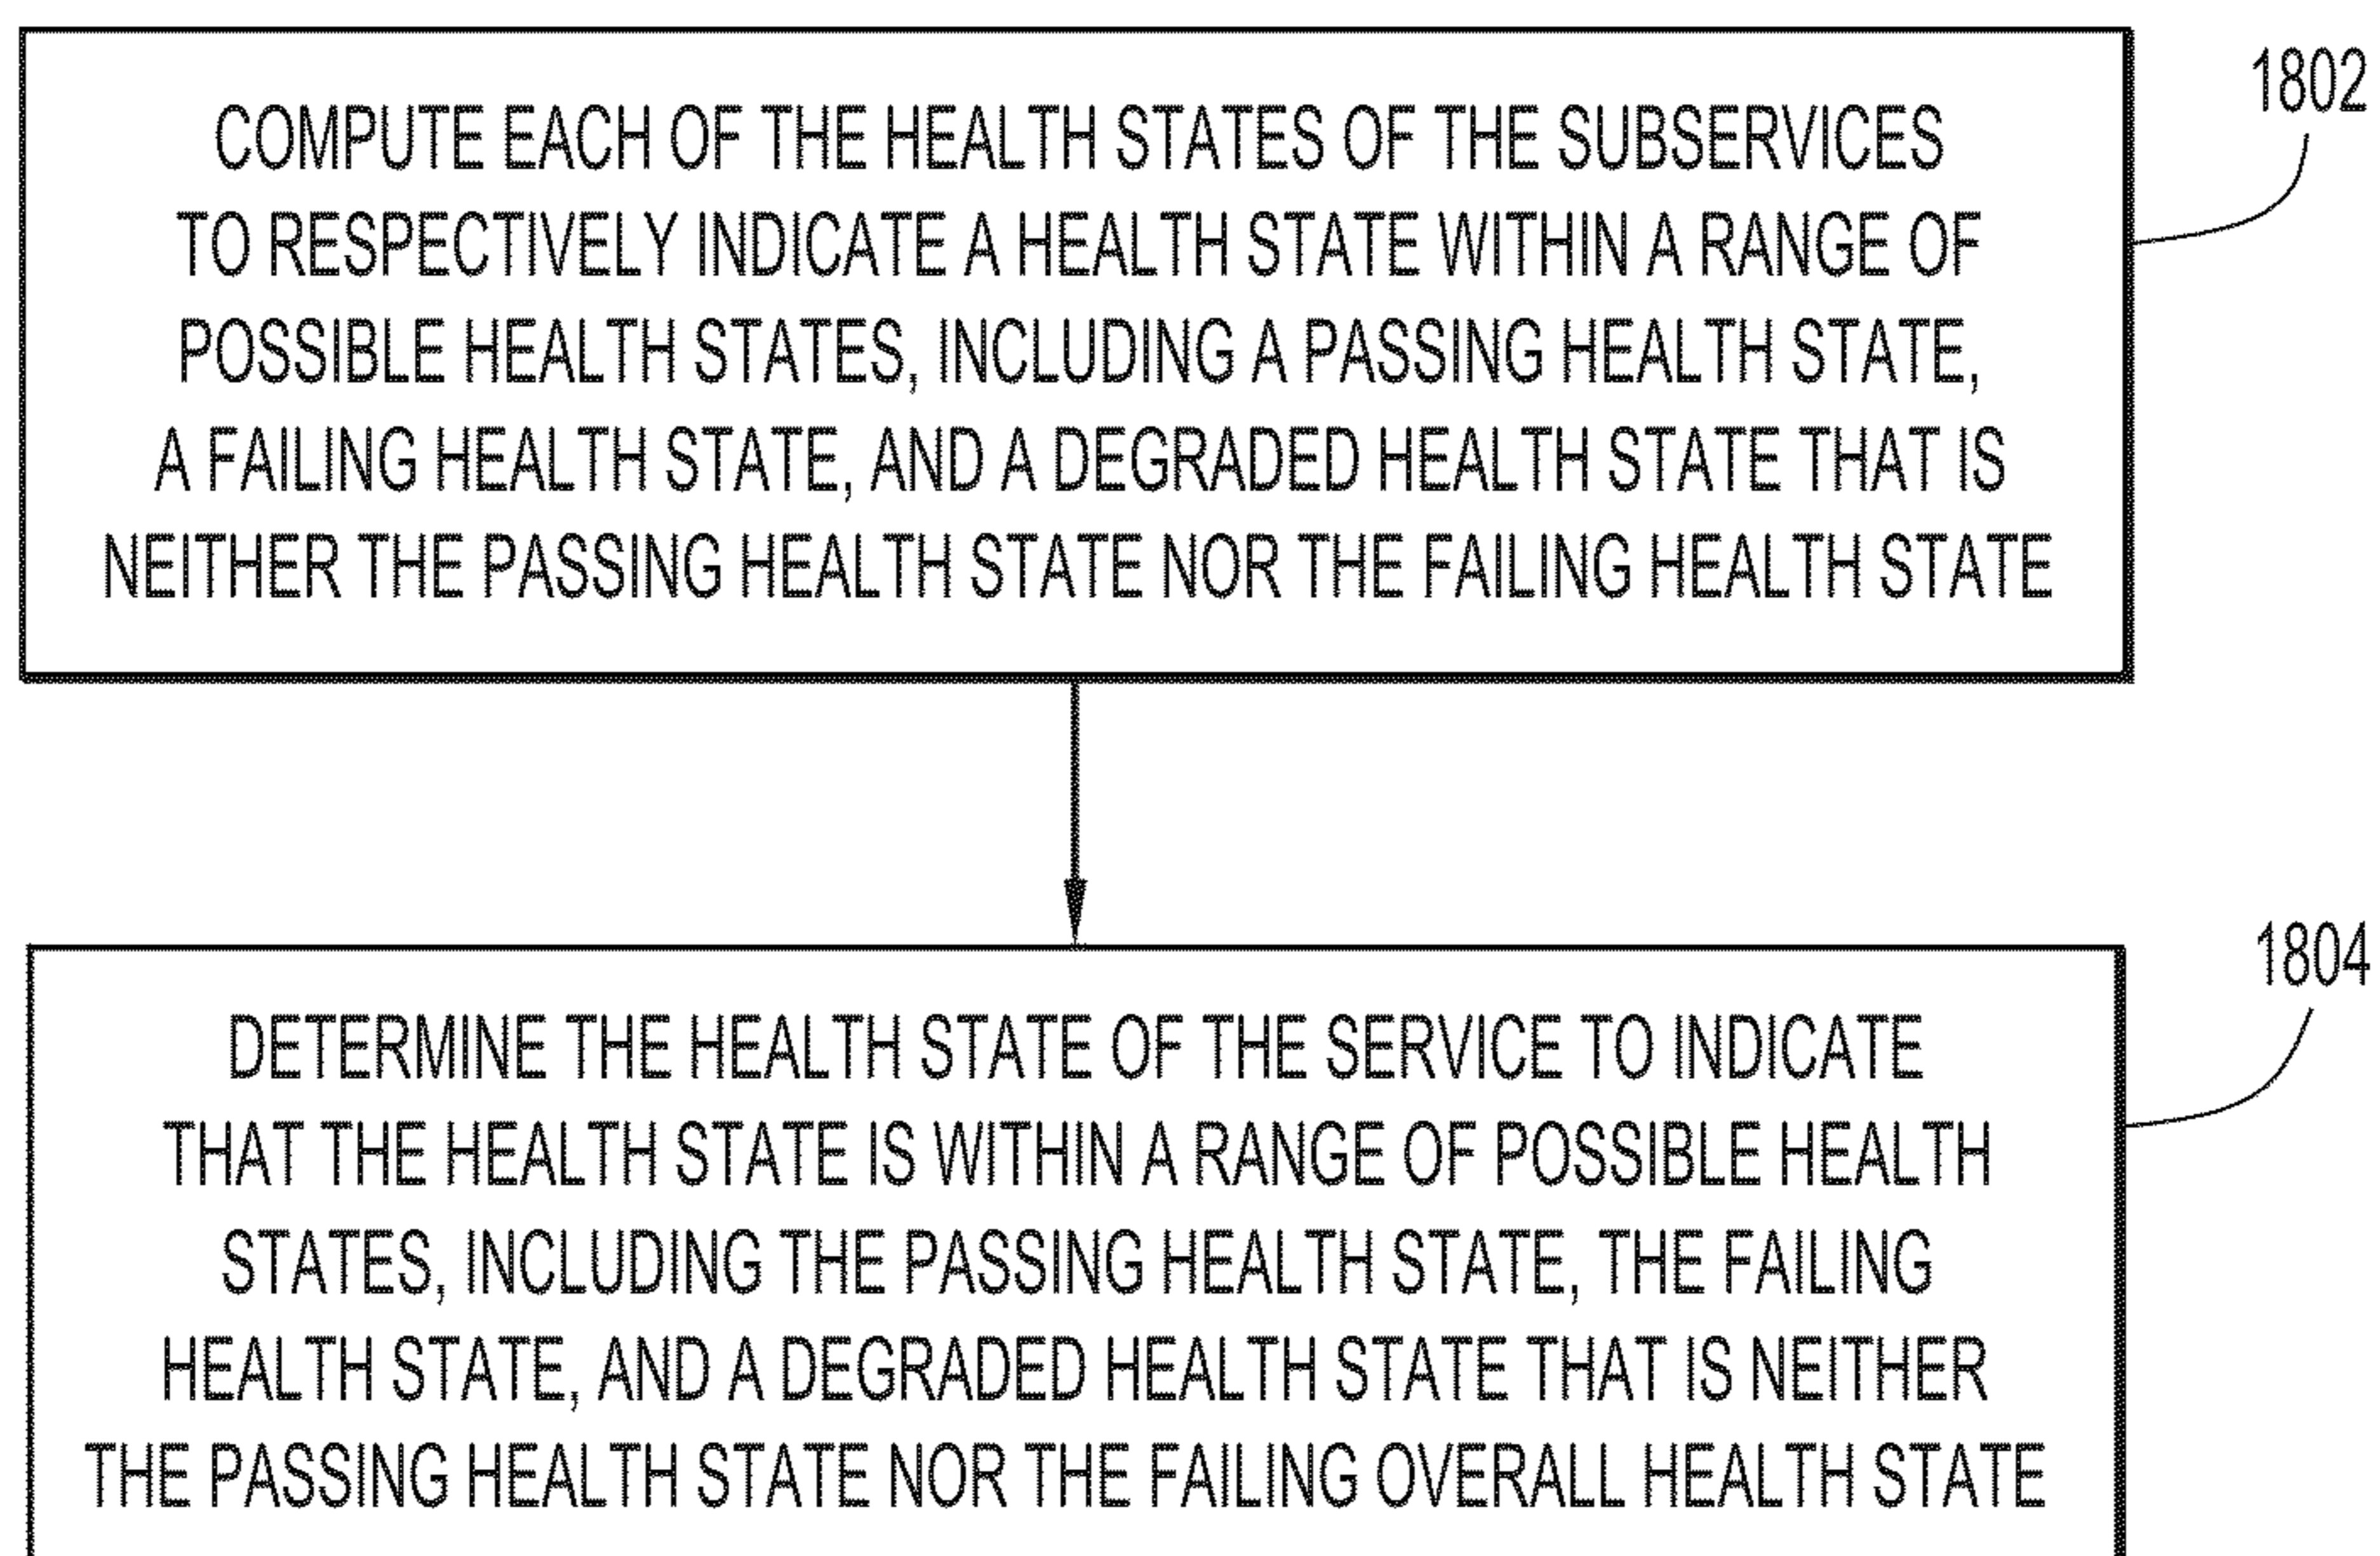 COMPUTE EACH OF THE HEALTH STATES OF THE SUBSERVICES
TO RESPECTIVELY INDICATE A HEALTH STATE WITHIN A RANGE OF
POSSIBLE HEALTH STATES, INCLUDING A PASSING HEALTH STATE,
A FAILING HEALTH STATE, AND A DEGRADED HEALTH STATE THAT IS
NEITHER THE PASSING HEALTH STATE NOR THE FAILING HEALTH STATE
1802
DETERMINE THE HEALTH STATE OF THE SERVICE TO INDICATE
THAT THE HEALTH STATE IS WITHIN A RANGE OF POSSIBLE HEALTH
STATES, INCLUDING THE PASSING HEALTH STATE, THE FAILING
HEALTH STATE, AND A DEGRADED HEALTH STATE THAT IS NEITHER
THE PASSING HEALTH STATE NOR THE FAILING OVERALL HEALTH STATE
1804